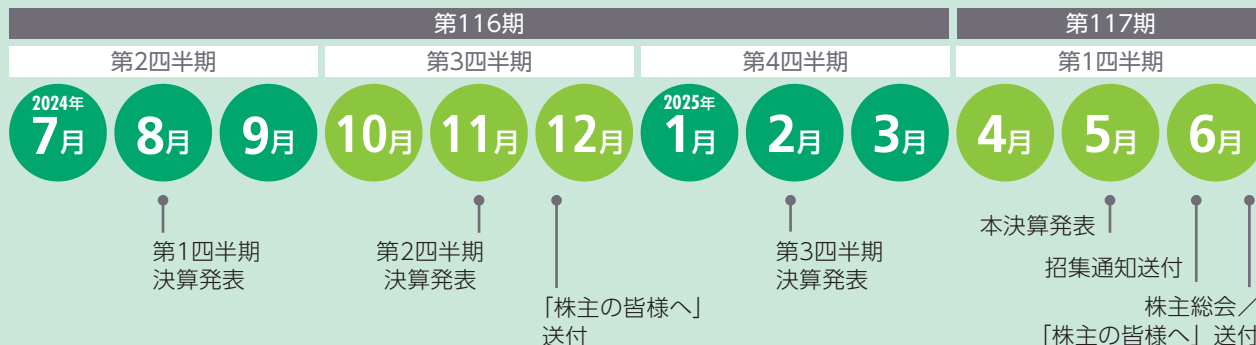 第116期
第117期
第2四半期
第3四半期
第4四半期
第1四半期
2024年
7月
8月
9月
10月
11月
12月
2025年
1月
2月
3月
4月
5月
6月
第1四半期
決算発表
第2四半期
決算発表
「株主の皆様へ」
送付
第3四半期
決算発表
本決算発表
招集通知送付
株主総会／
「株主の皆様へ」送付